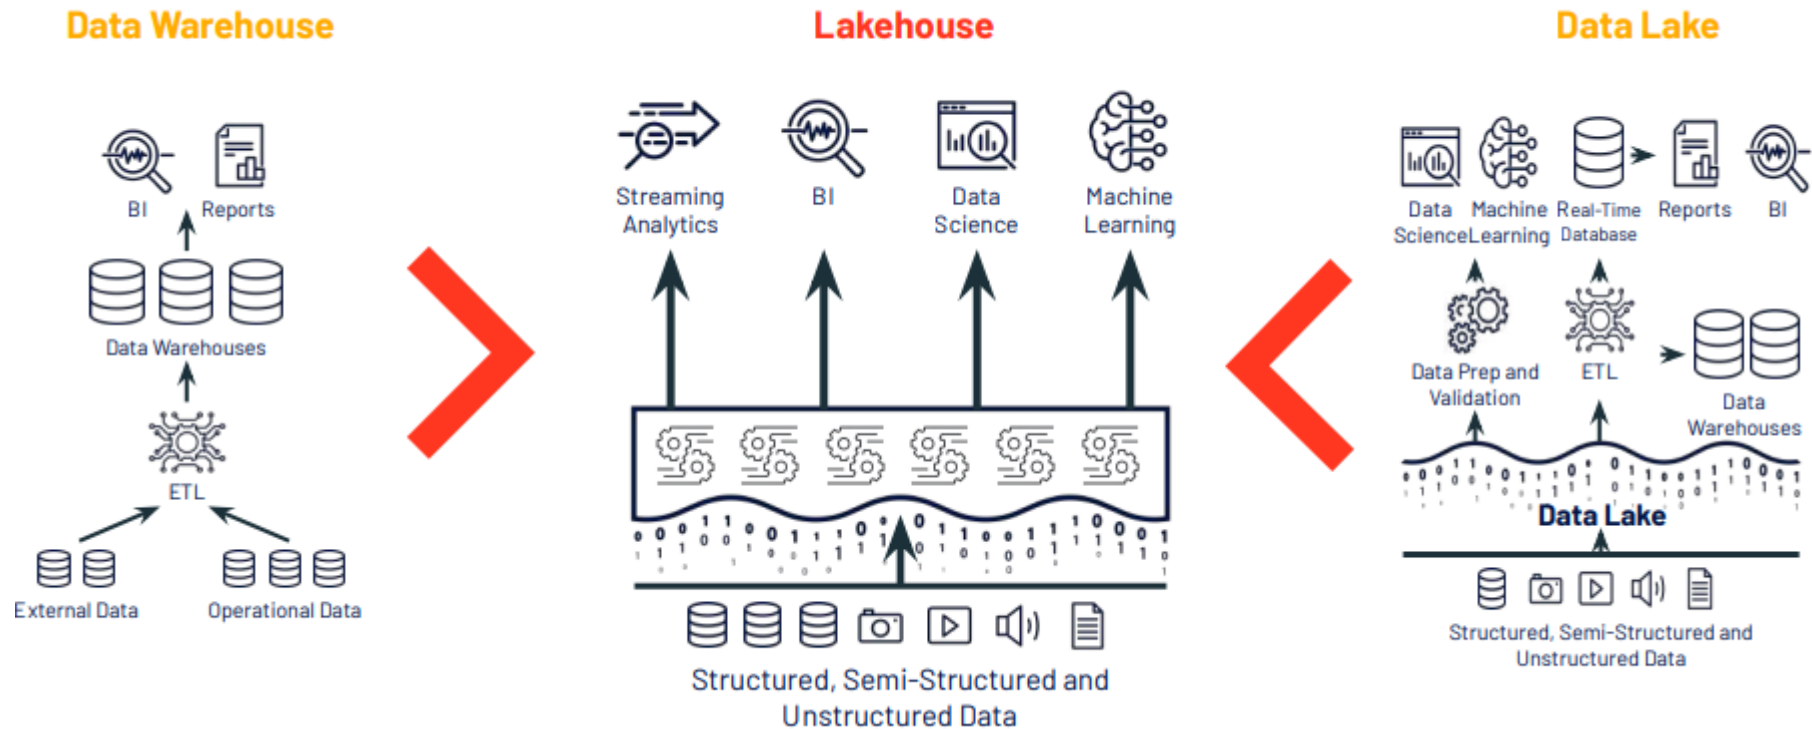 Data Warehouse
BI
Reports
Data Warehouses
ETL
External Data
Operational Data
Lakehouse
Streaming
Analytics
BI
Data
Science
Machine
Learning
Structured, Semi-Structured and
Unstructured Data
Data Lake
Data
Science
Machine
Learning
Real-Time
Database
Reports
BI
Data Prep and
Validation
ETL
Data
Warehouses
Data Lake
Structured, Semi-Structured and
Unstructured Data